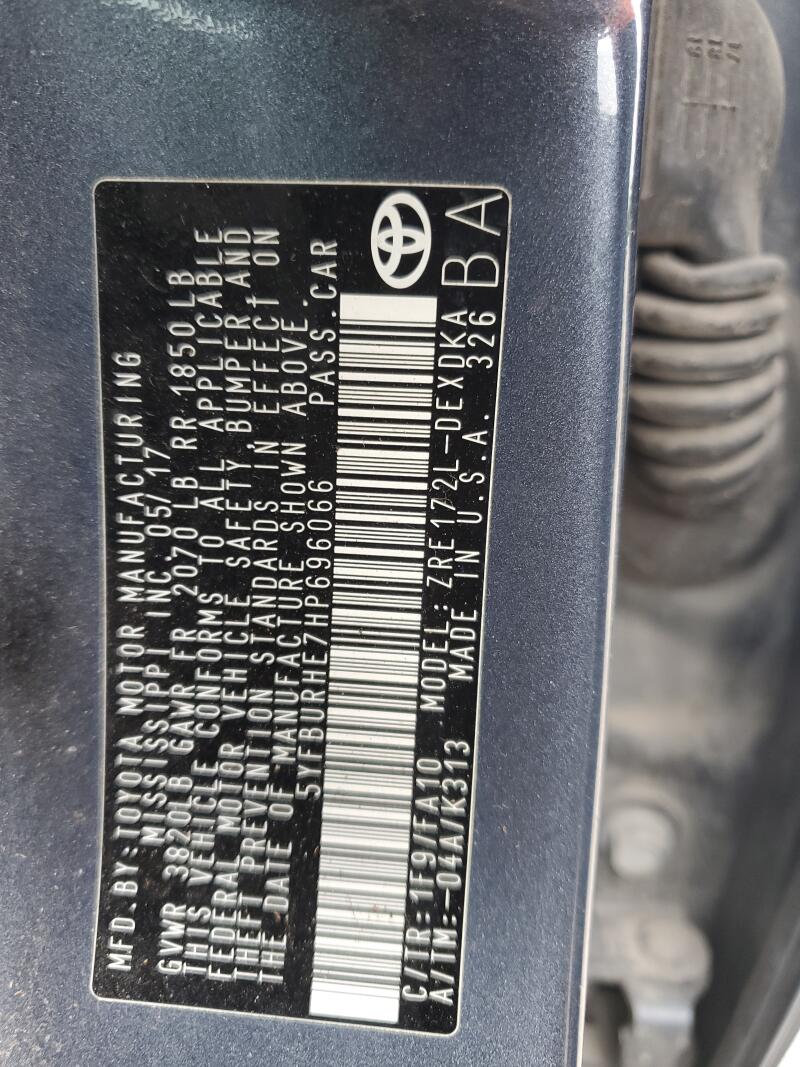 MFD.BY:TOYOTA MOTOR MANUFACTURING
MISSISSIPPI INC.05/17
GVWR 3820LB GAWR FR 2070 LB RR 1850 LB
THIS VEHICLE CONFORMS TO ALL APPLICABLE
FEDERAL MOTOR VEHICLE SAFETY, BUMPER AND
THEFT PREVENTION STANDARDS IN EFFECT ON
THE DATE OF MANUFACTURE SHOWN ABOVE.
5YFBURHE7HP696066 PASS.CAR
C/TR:1F9/FA10 MODEL:ZRE172L-DEXDKA
A/TM:-04A/K313 MADE IN U.S.A. 326
BA